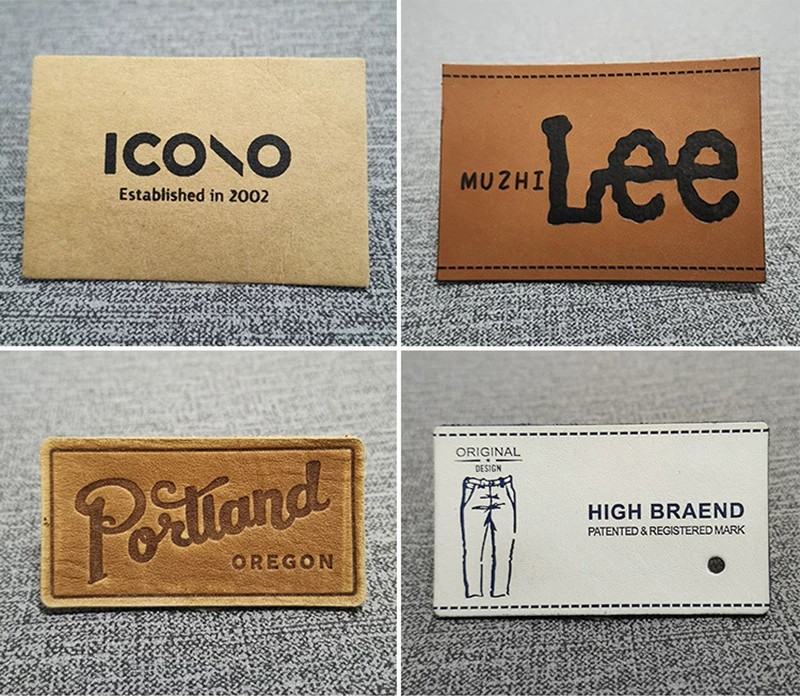 ICONO
Established in 2002
MUZHI Lee
Portland
OREGON
ORIGINAL
DESIGN
HIGH BRAEND
PATENTED & REGISTERED MARK